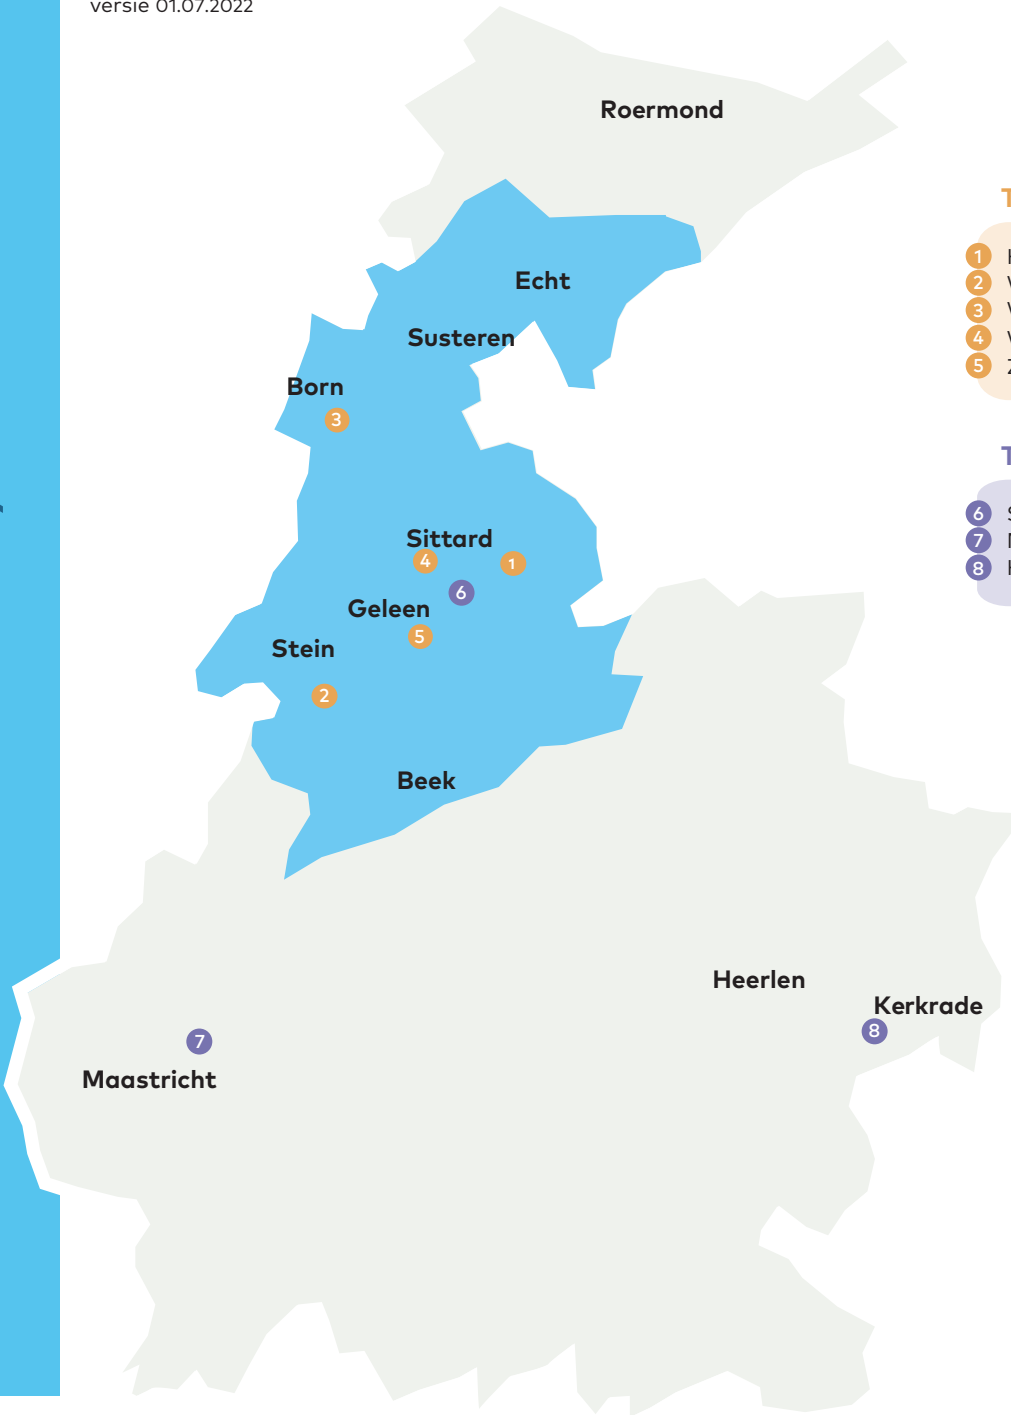 versie 01.07.2022
Roermond
Echt
Susteren
Born
3
Sittard
4
1
6
Geleen
5
Stein
2
Beek
Heerlen
Kerkrade
8
7
Maastricht
1
2
3
4
5
6
7
8